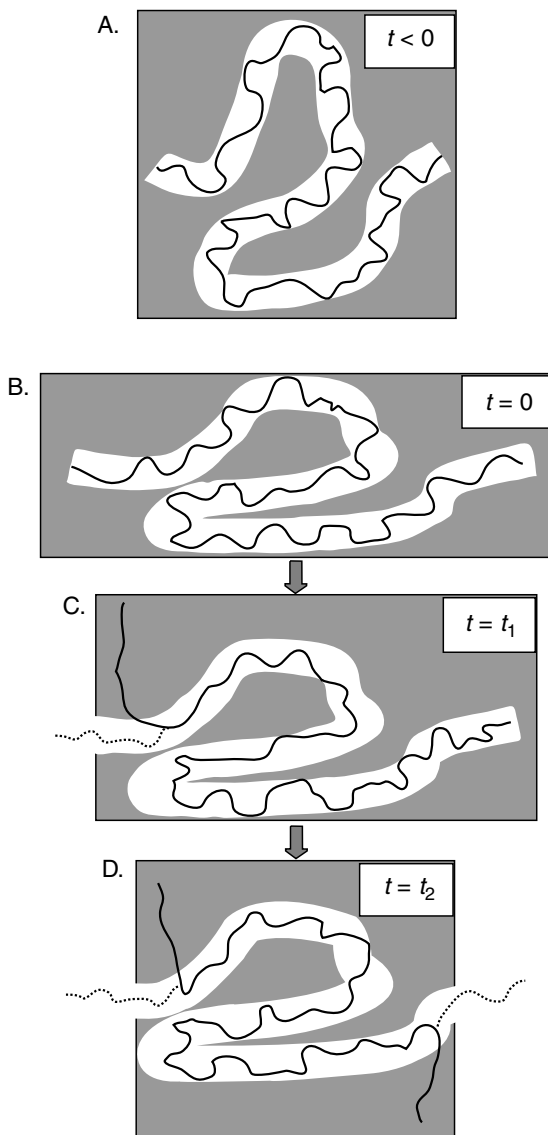 A.
t < 0
B.
t = 0
C.
t = t₁
D.
t = t₂